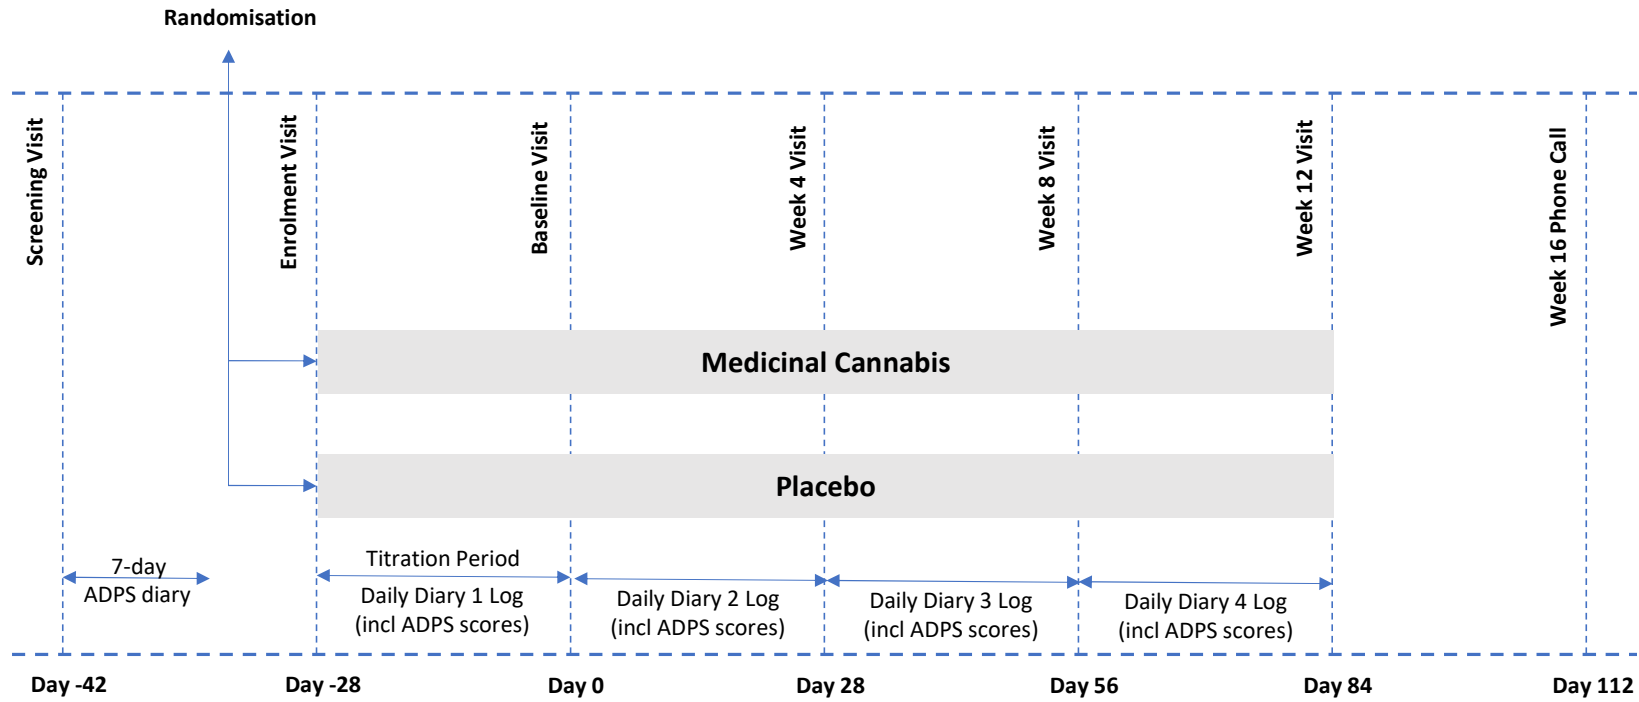 Randomisation
Screening Visit
Enrolment Visit
Baseline Visit
Week 4 Visit
Week 8 Visit
Week 12 Visit
Week 16 Phone Call
Medicinal Cannabis
Placebo
7-day
ADPS diary
Titration Period
Daily Diary 1 Log
(incl ADPS scores)
Daily Diary 2 Log
(incl ADPS scores)
Daily Diary 3 Log
(incl ADPS scores)
Daily Diary 4 Log
(incl ADPS scores)
Day -42
Day -28
Day 0
Day 28
Day 56
Day 84
Day 112